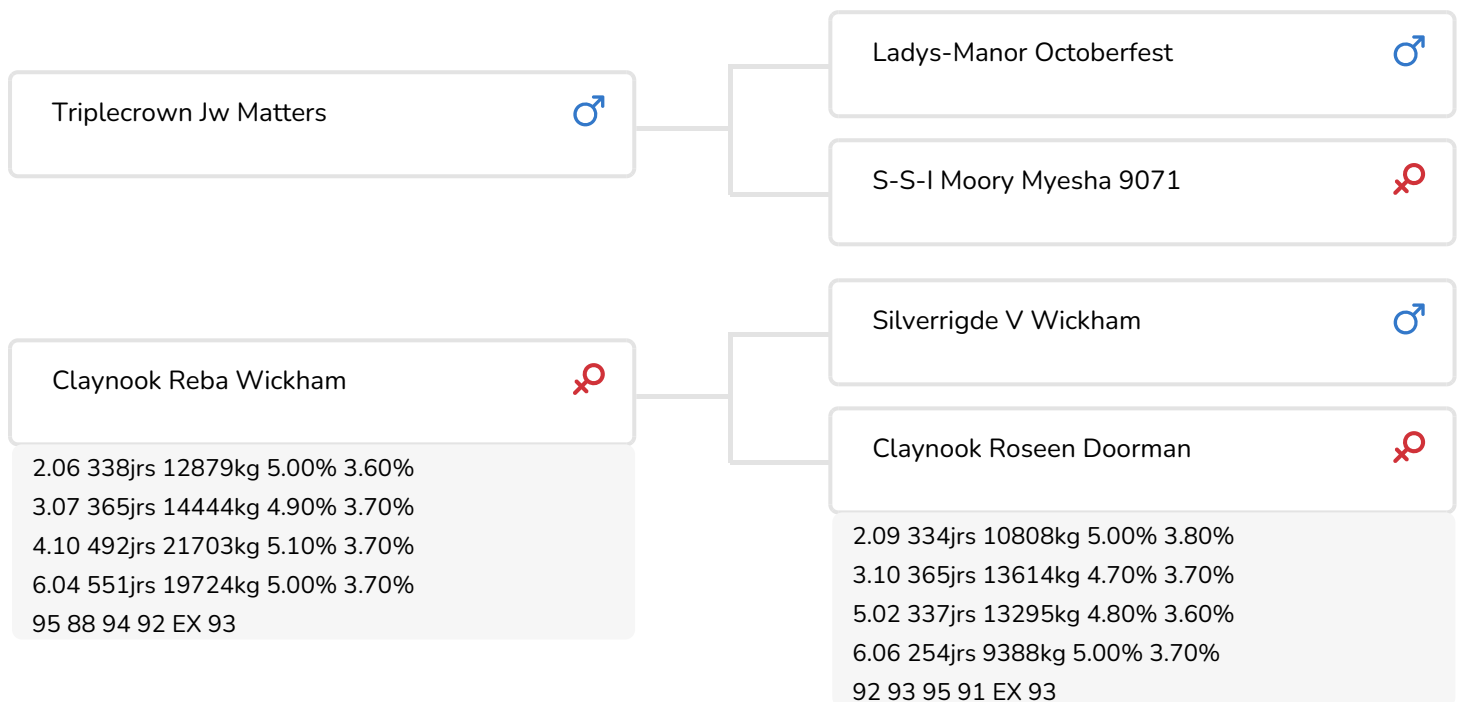 Triplecrown Jw Matters
Ladys-Manor Octoberfest
S-S-I Moory Myesha 9071
Claynook Reba Wickham
2.06 338jrs 12879kg 5.00% 3.60%
3.07 365jrs 14444kg 4.90% 3.70%
4.10 492jrs 21703kg 5.10% 3.70%
6.04 551jrs 19724kg 5.00% 3.70%
95 88 94 92 EX 93
Silverrigde V Wickham
Claynook Roseen Doorman
2.09 334jrs 10808kg 5.00% 3.80%
3.10 365jrs 13614kg 4.70% 3.70%
5.02 337jrs 13295kg 4.80% 3.60%
6.06 254jrs 9388kg 5.00% 3.70%
92 93 95 91 EX 93